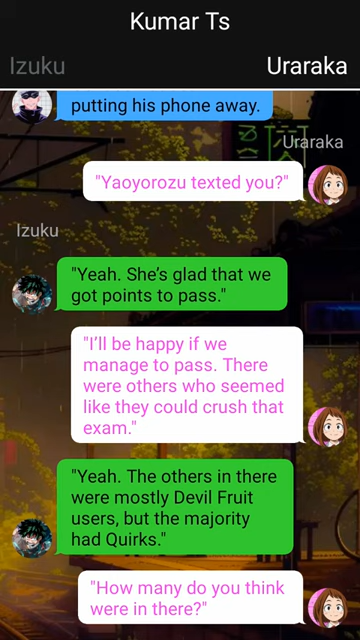 Kumar Ts
Izuku
Uraraka
putting his phone away.
Uraraka
"Yaoyorozu texted you?"
Izuku
"Yeah. She’s glad that we
got points to pass."
"I’ll be happy if we
manage to pass. There
were others who seemed
like they could crush that
exam."
"Yeah. The others in there
were mostly Devil Fruit
users, but the majority
had Quirks."
"How many do you think
were in there?"